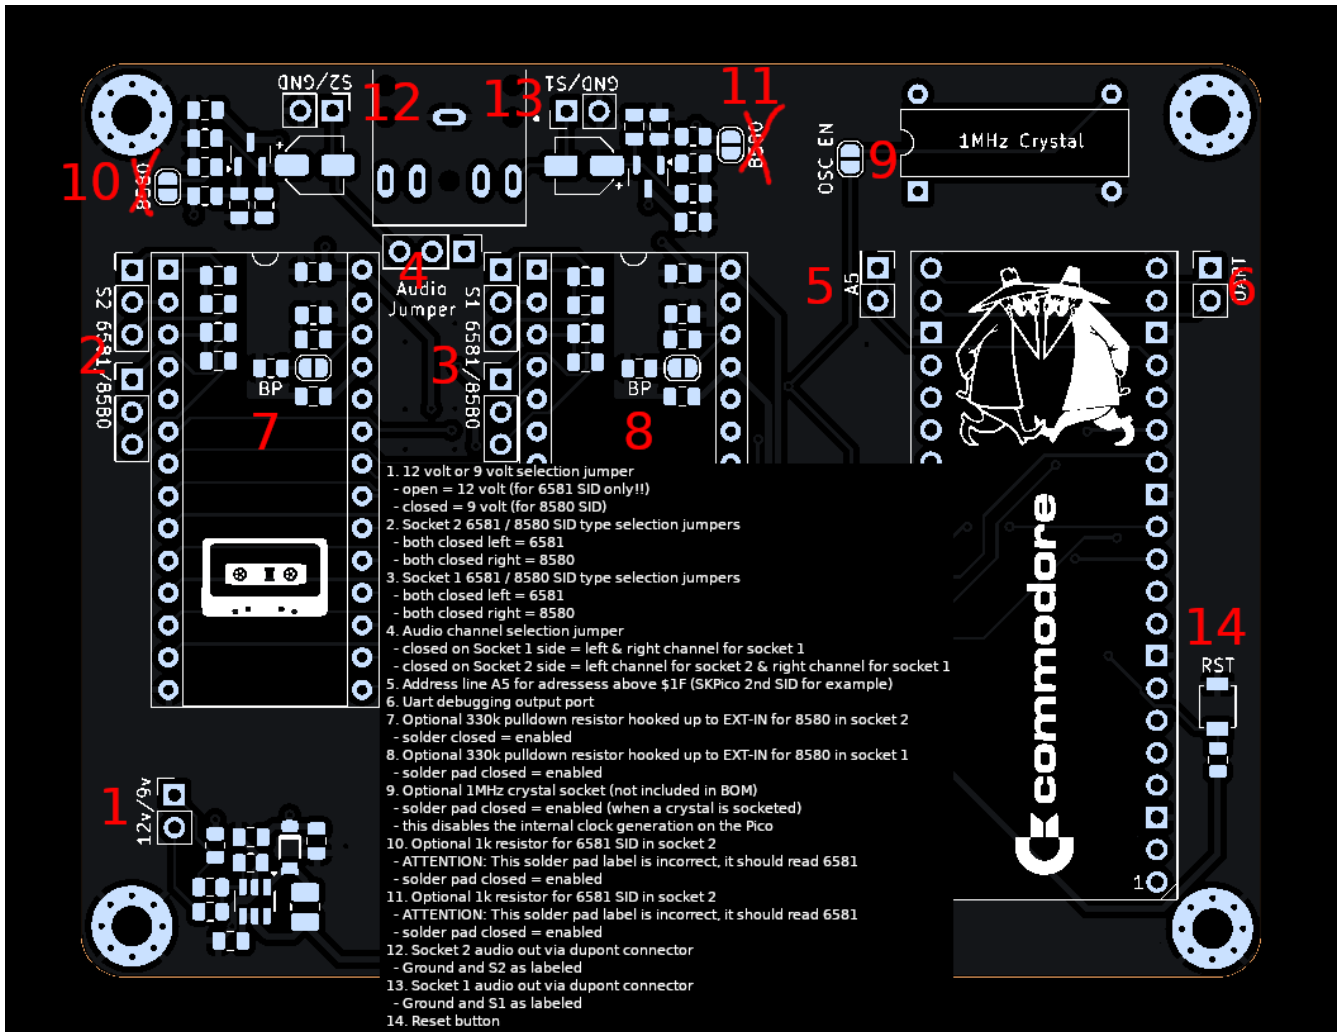 GND/S2
12
13
GND/S1
11
8580
OSC EN
9
1MHz Crystal
10
8580
4
Audio
Jumper
S2 6581/8580
2
S1 6581/8580
3
5
A5
UART
6
BP
7
BP
8
1. 12 volt or 9 volt selection jumper
- open = 12 volt (for 6581 SID only!!)
- closed = 9 volt (for 8580 SID)
2. Socket 2 6581 / 8580 SID type selection jumpers
- both closed left = 6581
- both closed right = 8580
3. Socket 1 6581 / 8580 SID type selection jumpers
- both closed left = 6581
- both closed right = 8580
4. Audio channel selection jumper
- closed on Socket 1 side = left & right channel for socket 1
- closed on Socket 2 side = left channel for socket 2 & right channel for socket 1
5. Address line A5 for adressess above $1F (SKPico 2nd SID for example)
6. Uart debugging output port
7. Optional 330k pulldown resistor hooked up to EXT-IN for 8580 in socket 2
- solder closed = enabled
8. Optional 330k pulldown resistor hooked up to EXT-IN for 8580 in socket 1
- solder pad closed = enabled
9. Optional 1MHz crystal socket (not included in BOM)
- solder pad closed = enabled (when a crystal is socketed)
- this disables the internal clock generation on the Pico
10. Optional 1k resistor for 6581 SID in socket 2
- ATTENTION: This solder pad label is incorrect, it should read 6581
- solder pad closed = enabled
11. Optional 1k resistor for 6581 SID in socket 2
- ATTENTION: This solder pad label is incorrect, it should read 6581
- solder pad closed = enabled
12. Socket 2 audio out via dupont connector
- Ground and S2 as labeled
13. Socket 1 audio out via dupont connector
- Ground and S1 as labeled
14. Reset button
commodore
14
RST
1
1
12v/9v